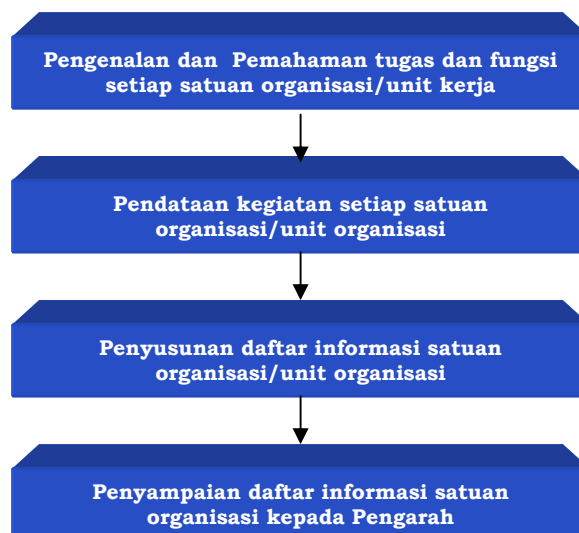 Pengenalan dan  Pemahaman tugas dan fungsi
setiap satuan organisasi/unit kerja
Pendataan kegiatan setiap satuan
organisasi/unit organisasi
Penyusunan daftar informasi satuan
organisasi/unit organisasi
Penyampaian daftar informasi satuan
organisasi kepada Pengarah